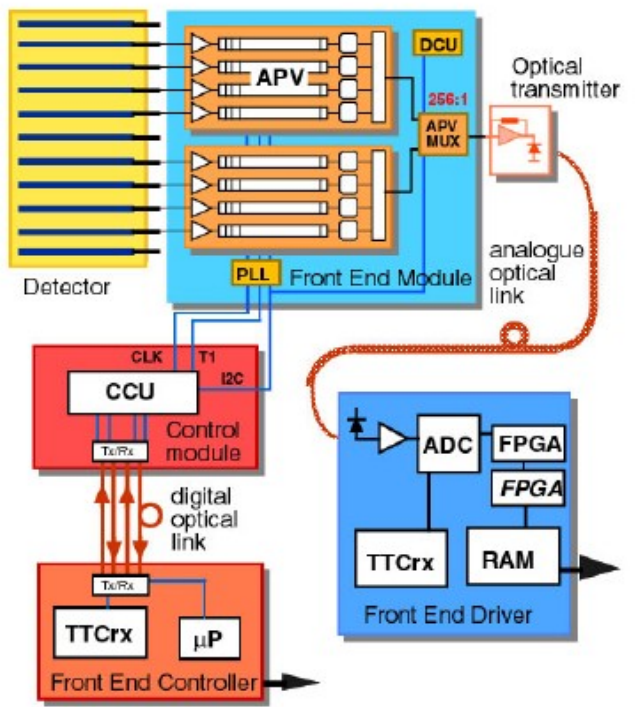 Detector
APV
DCU
256:1
APV
MUX
PLL
Front End Module
Optical
transmitter
analogue
optical
link
CLK
T1
I2C
CCU
Tx/Rx
Control
module
digital
optical
link
Tx/Rx
TTCrx
µP
Front End Controller
ADC
FPGA
FPGA
TTCrx
RAM
Front End Driver